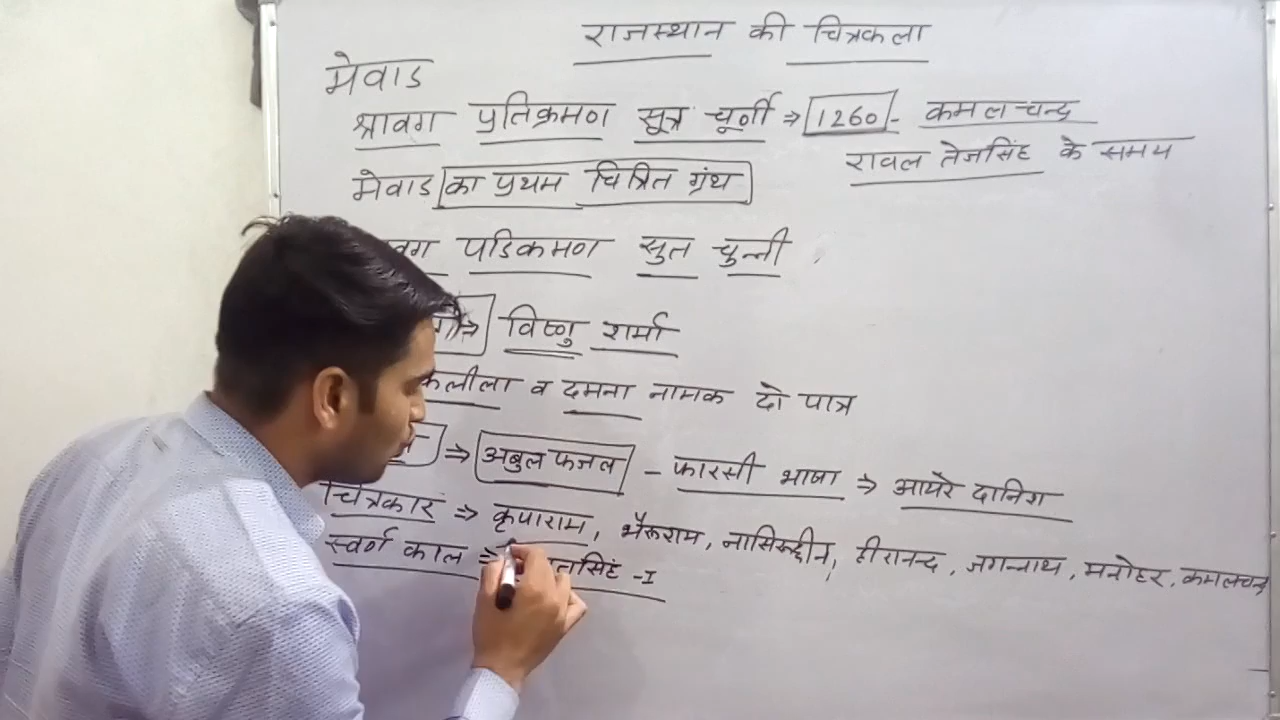 राजस्थान की चित्रकला
मेवाड
श्रावग प्रतिक्रमण सूत्र चूर्णी ⇒ 1260 - कमलचन्द्र
रावल तेजसिंह के समय
मेवाड का प्रथम चित्रित ग्रंथ
वग पडिकमण सुत चुन्नी
विष्णु शर्मा
कलीला व दमना नामक दो पात्र
⇒ अबुल फजल - फारसी भाषा ⇒ आयरे दानिश
चित्रकार ⇒ कृपाराम, भैरूराम, नासिरूद्दीन, हीरानन्द, जगन्नाथ, मनोहर, कमलचन्द्र
स्वर्ण काल ⇒ तसिंह -I